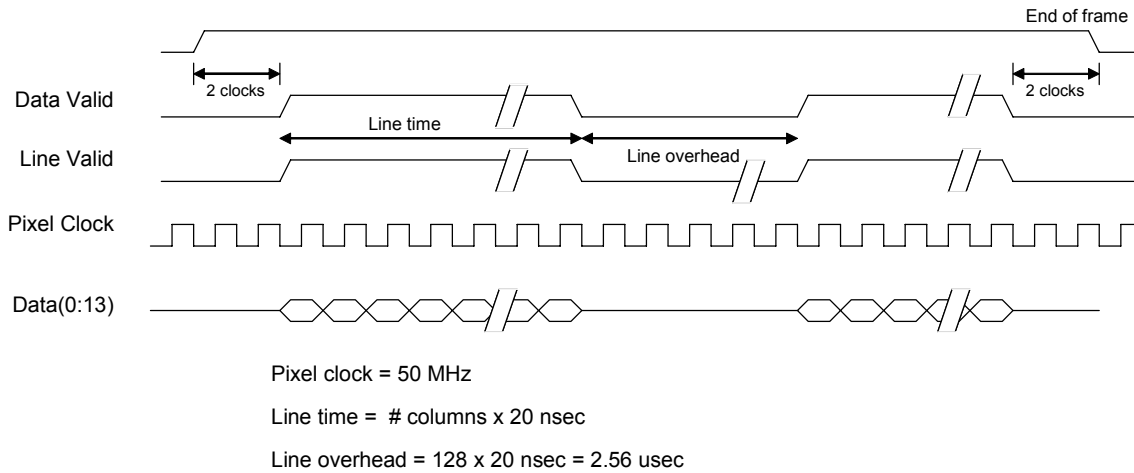 End of frame
2 clocks
2 clocks
Data Valid
Line time
Line Valid
Line overhead
Pixel Clock
Data(0:13)
Pixel clock = 50 MHz
Line time = # columns x 20 nsec
Line overhead = 128 x 20 nsec = 2.56 usec